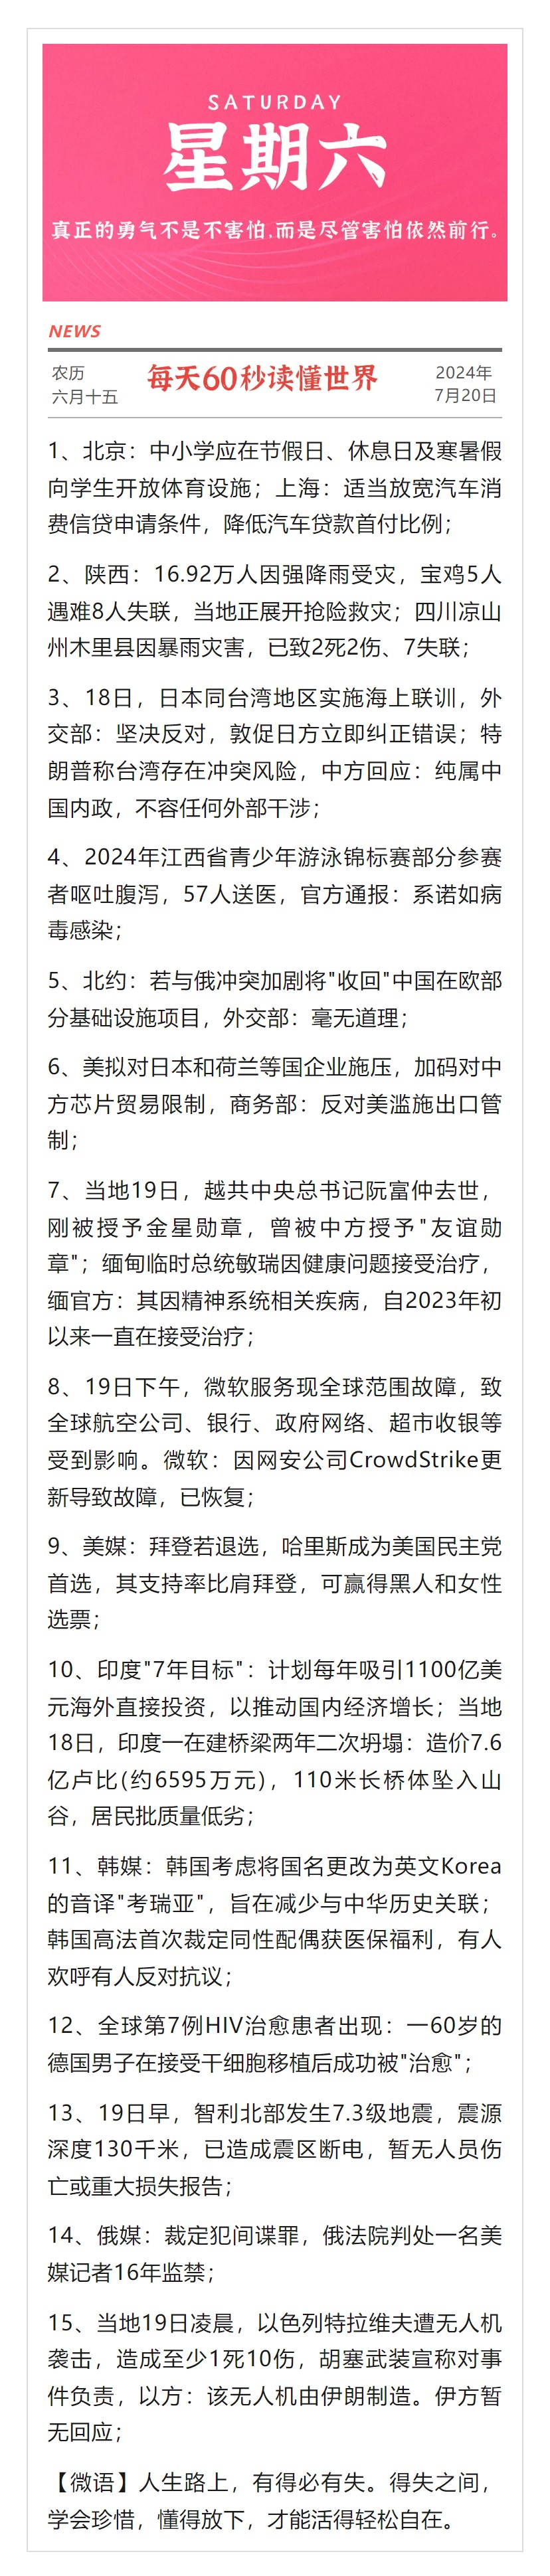 SATURDAY
星期六
真正的勇气不是不害怕,而是尽管害怕依然前行。
NEWS
农历
六月十五
每天60秒读懂世界
2024年
7月20日
1、北京：中小学应在节假日、休息日及寒暑假
向学生开放体育设施；上海：适当放宽汽车消
费信贷申请条件，降低汽车贷款首付比例；
2、陕西：16.92万人因强降雨受灾，宝鸡5人
遇难8人失联，当地正展开抢险救灾；四川凉山
州木里县因暴雨灾害，已致2死2伤、7失联；
3、18日，日本同台湾地区实施海上联训，外
交部：坚决反对，敦促日方立即纠正错误；特
朗普称台湾存在冲突风险，中方回应：纯属中
国内政，不容任何外部干涉；
4、2024年江西省青少年游泳锦标赛部分参赛
者呕吐腹泻，57人送医，官方通报：系诺如病
毒感染；
5、北约：若与俄冲突加剧将"收回"中国在欧部
分基础设施项目，外交部：毫无道理；
6、美拟对日本和荷兰等国企业施压，加码对中
方芯片贸易限制，商务部：反对美滥施出口管
制；
7、当地19日，越共中央总书记阮富仲去世，
刚被授予金星勋章，曾被中方授予"友谊勋
章"；缅甸临时总统敏瑞因健康问题接受治疗，
缅官方：其因精神系统相关疾病，自2023年初
以来一直在接受治疗；
8、19日下午，微软服务现全球范围故障，致
全球航空公司、银行、政府网络、超市收银等
受到影响。微软：因网安公司CrowdStrike更
新导致故障，已恢复；
9、美媒：拜登若退选，哈里斯成为美国民主党
首选，其支持率比肩拜登，可赢得黑人和女性
选票；
10、印度"7年目标"：计划每年吸引1100亿美
元海外直接投资，以推动国内经济增长；当地
18日，印度一在建桥梁两年二次坍塌：造价7.6
亿卢比(约6595万元)，110米长桥体坠入山
谷，居民批质量低劣；
11、韩媒：韩国考虑将国名更改为英文Korea
的音译"考瑞亚"，旨在减少与中华历史关联；
韩国高法首次裁定同性配偶获医保福利，有人
欢呼有人反对抗议；
12、全球第7例HIV治愈患者出现：一60岁的
德国男子在接受干细胞移植后成功被"治愈"；
13、19日早，智利北部发生7.3级地震，震源
深度130千米，已造成震区断电，暂无人员伤
亡或重大损失报告；
14、俄媒：裁定犯间谍罪，俄法院判处一名美
媒记者16年监禁；
15、当地19日凌晨，以色列特拉维夫遭无人机
袭击，造成至少1死10伤，胡塞武装宣称对事
件负责，以方：该无人机由伊朗制造。伊方暂
无回应；
【微语】人生路上，有得必有失。得失之间，
学会珍惜，懂得放下，才能活得轻松自在。